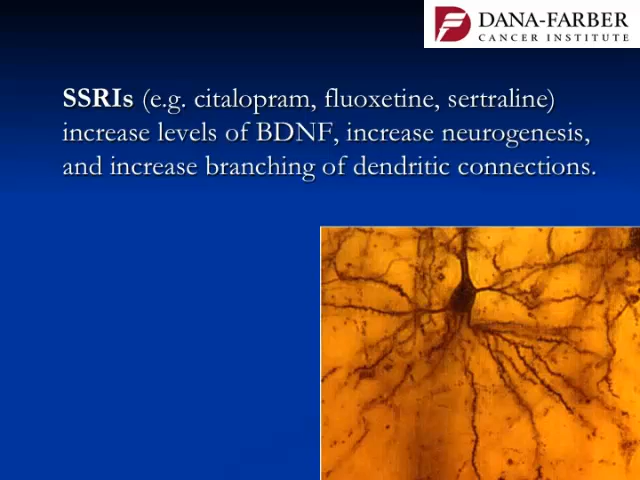 DANA-FARBER
CANCER INSTITUTE
SSRIs (e.g. citalopram, fluoxetine, sertraline)
increase levels of BDNF, increase neurogenesis,
and increase branching of dendritic connections.